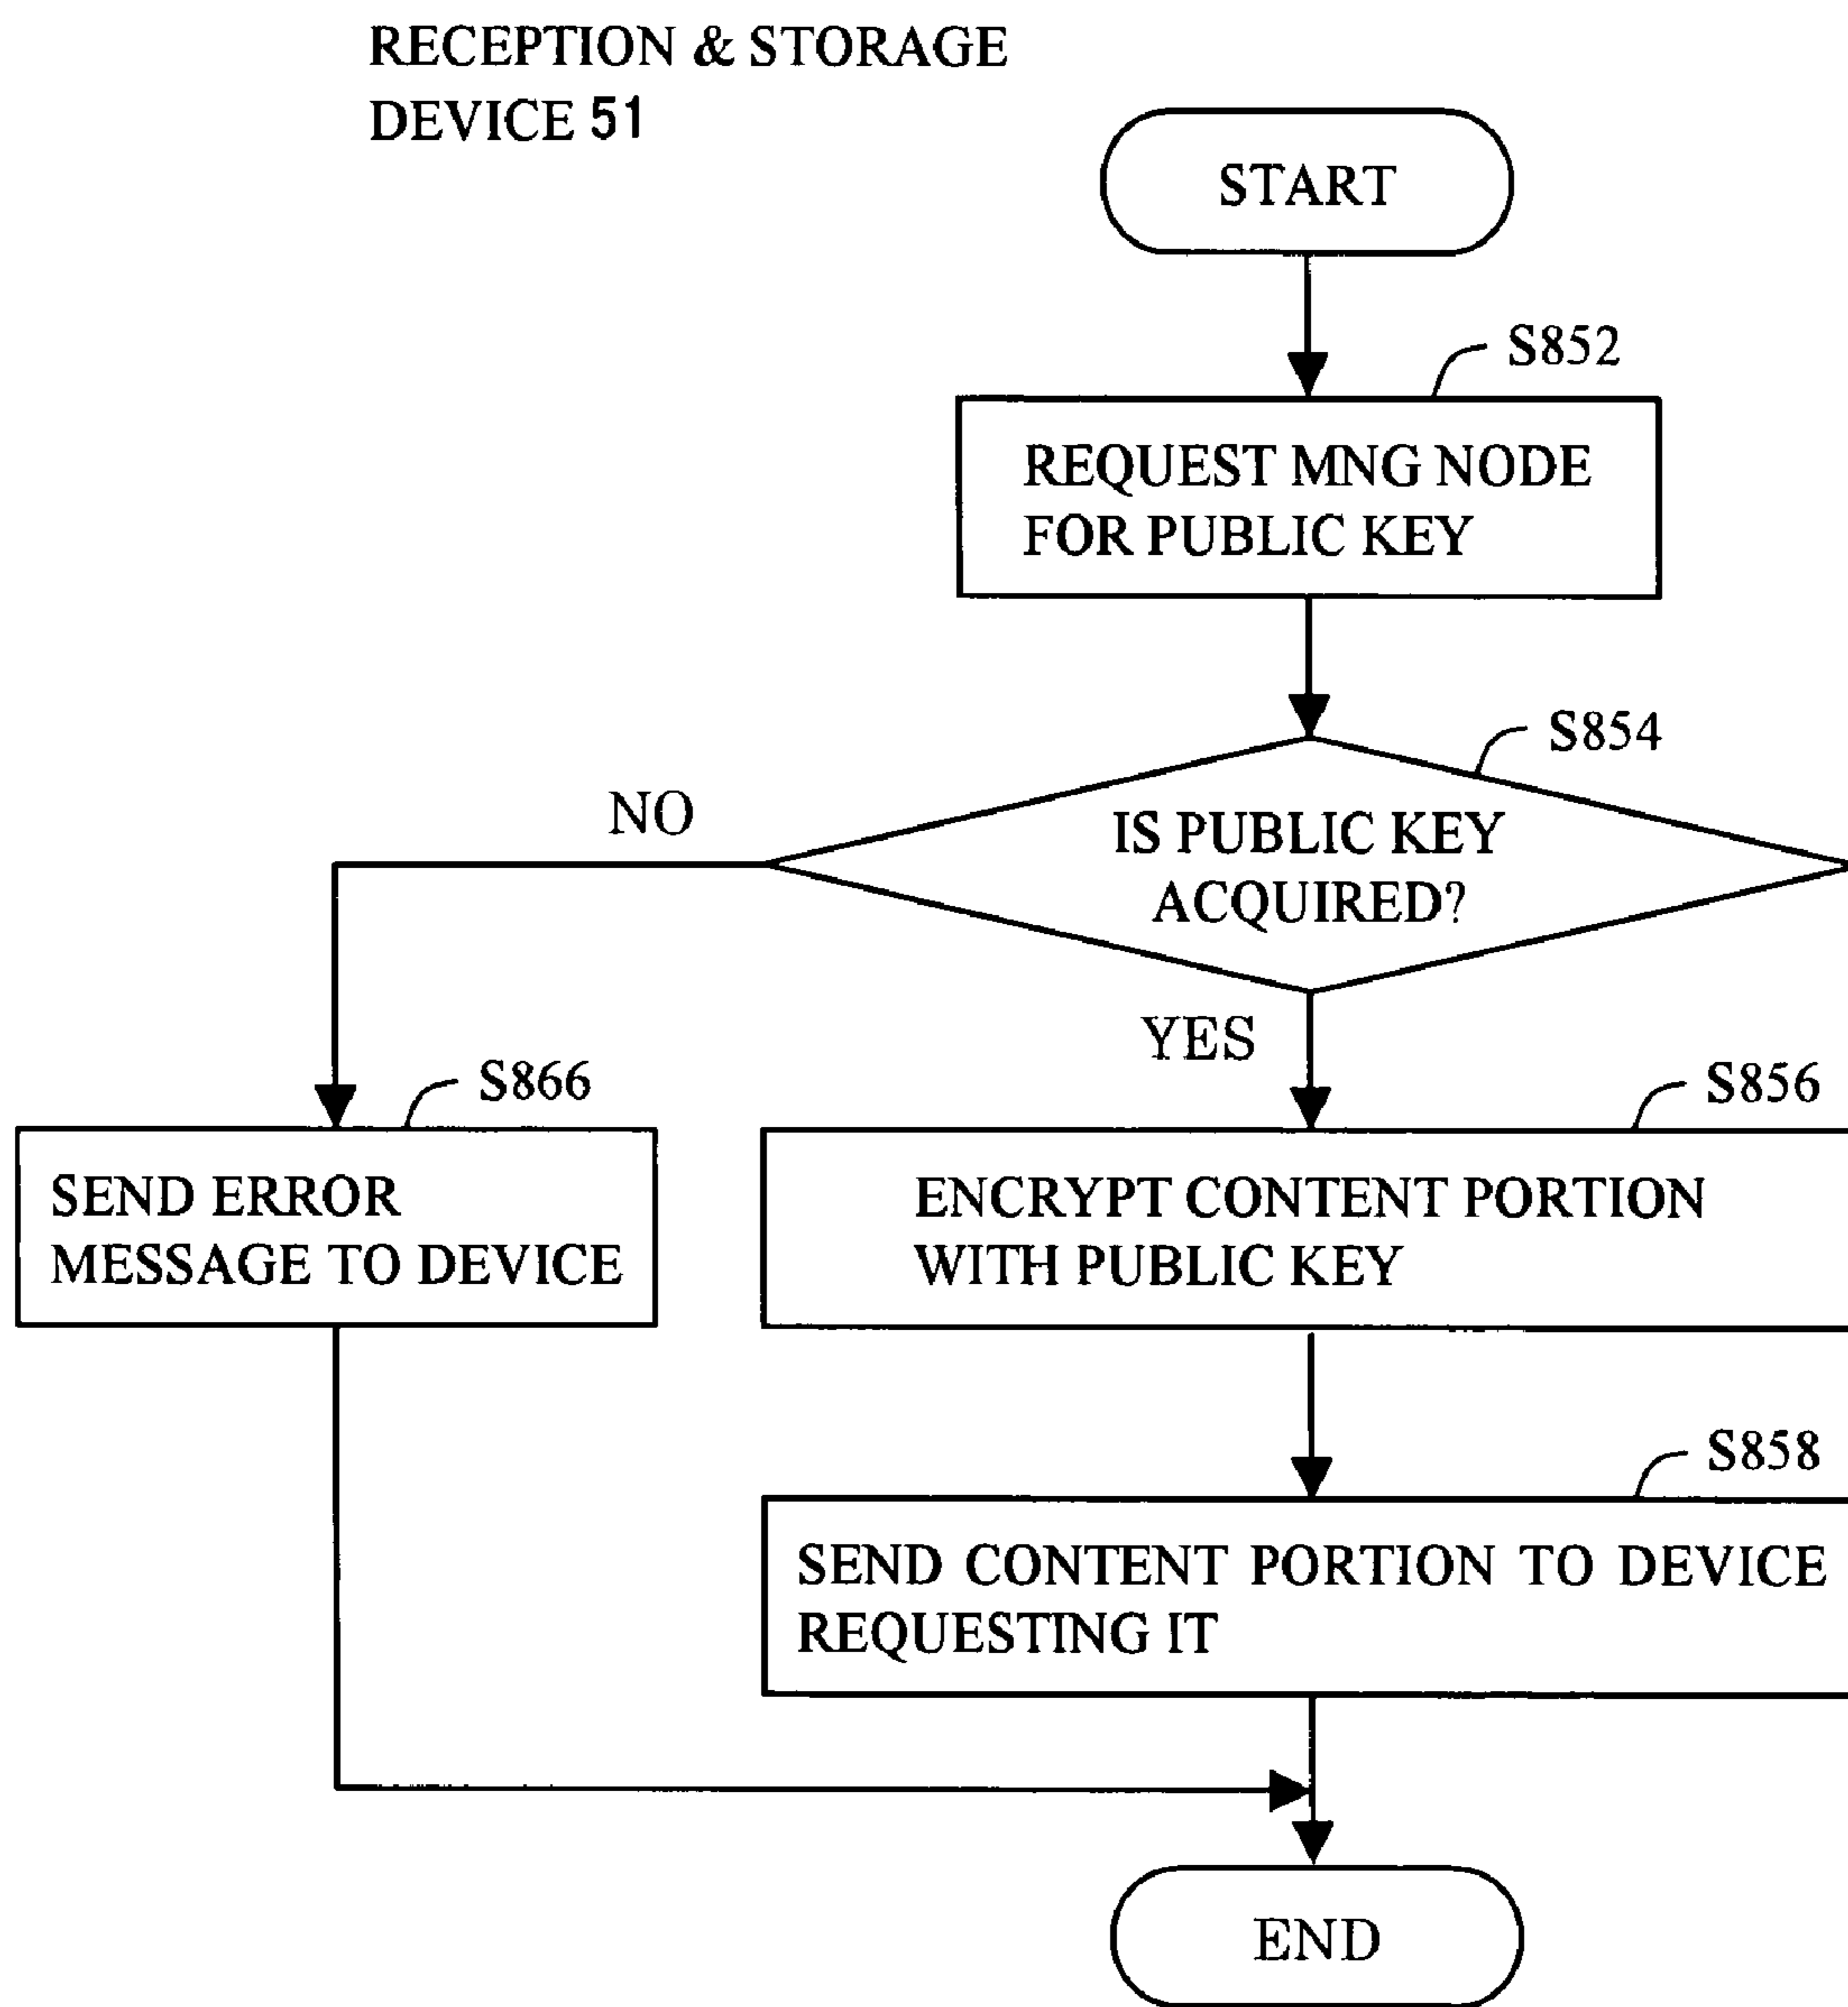 RECEPTION & STORAGE
DEVICE 51
START
S852
REQUEST MNG NODE
FOR PUBLIC KEY
S854
NO
IS PUBLIC KEY
ACQUIRED?
YES
S866
S856
SEND ERROR
MESSAGE TO DEVICE
ENCRYPT CONTENT PORTION
WITH PUBLIC KEY
S858
SEND CONTENT PORTION TO DEVICE
REQUESTING IT
END